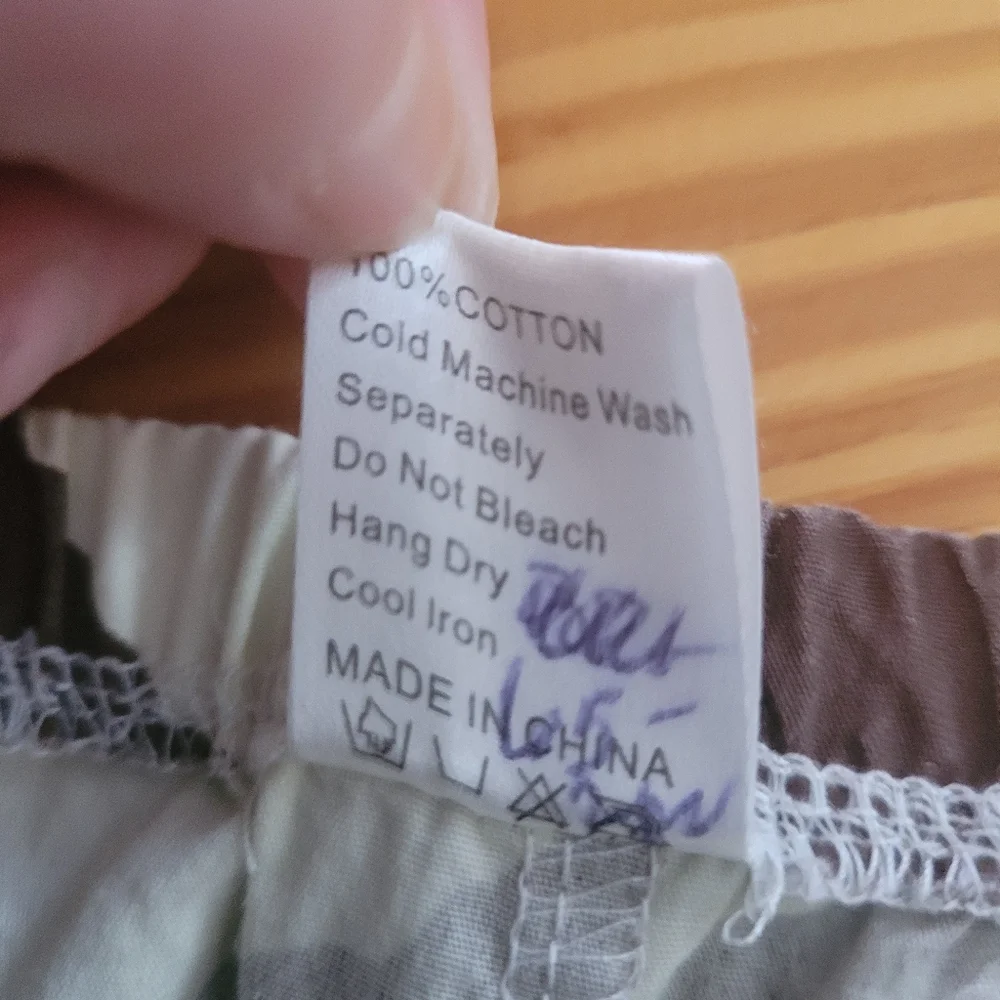 100%COTTON
Cold Machine Wash
Separately
Do Not Bleach
Hang Dry
Cool Iron
MADE IN CHINA